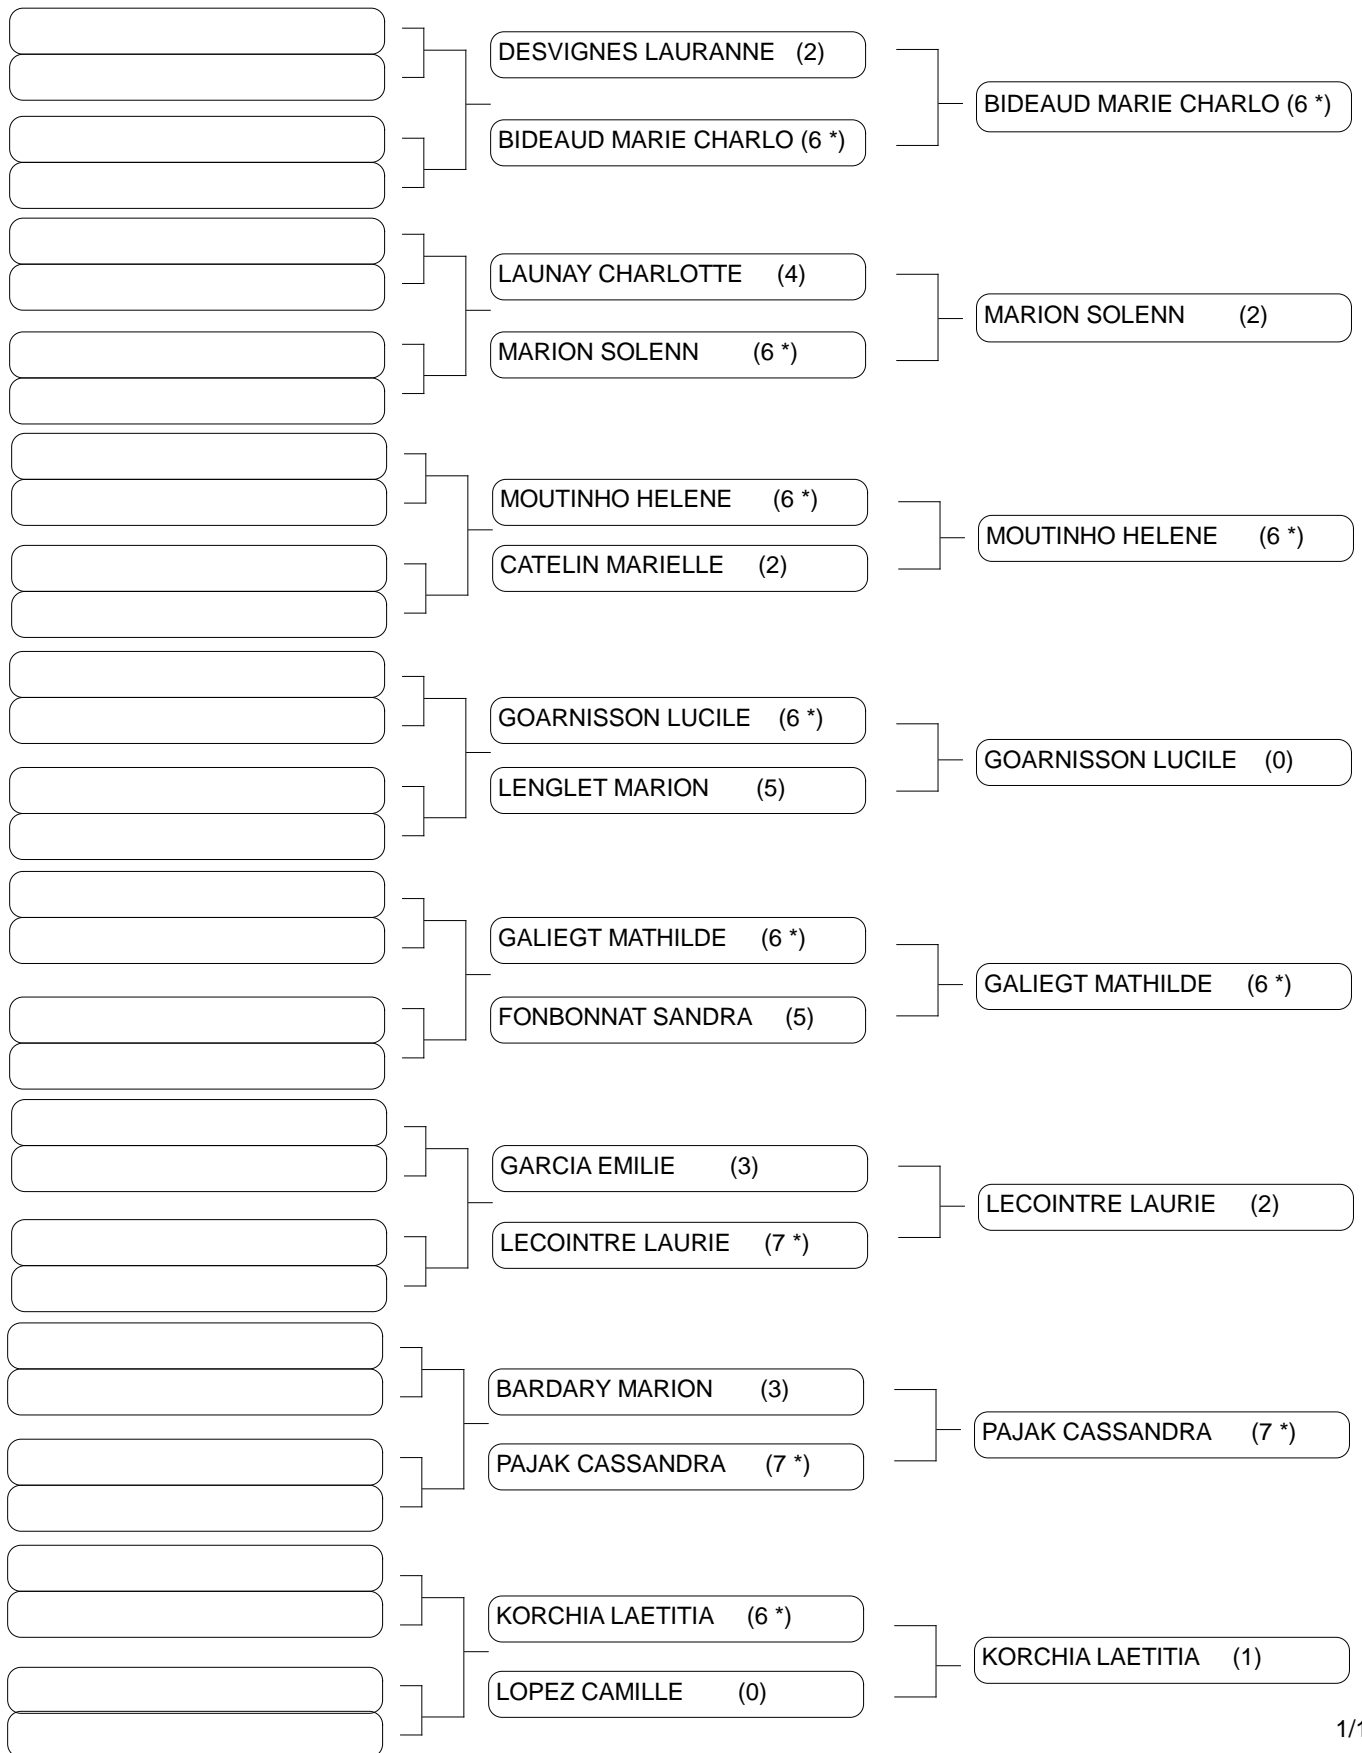 DESVIGNES LAURANNE (2)
BIDEAUD MARIE CHARLO (6 *)
BIDEAUD MARIE CHARLO (6 *)
LAUNAY CHARLOTTE (4)
MARION SOLENN (6 *)
MARION SOLENN (2)
MOUTINHO HELENE (6 *)
CATELIN MARIELLE (2)
MOUTINHO HELENE (6 *)
GOARNISSON LUCILE (6 *)
LENGLET MARION (5)
GOARNISSON LUCILE (0)
GALIEGT MATHILDE (6 *)
FONBONNAT SANDRA (5)
GALIEGT MATHILDE (6 *)
GARCIA EMILIE (3)
LECOINTRE LAURIE (7 *)
LECOINTRE LAURIE (2)
BARDARY MARION (3)
PAJAK CASSANDRA (7 *)
PAJAK CASSANDRA (7 *)
KORCHIA LAETITIA (6 *)
LOPEZ CAMILLE (0)
KORCHIA LAETITIA (1)
1/1